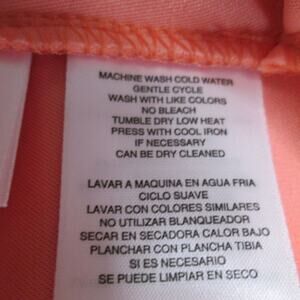 MACHINE WASH COLD WATER
GENTLE CYCLE
WASH WITH LIKE COLORS
NO BLEACH
TUMBLE DRY LOW HEAT
PRESS WITH COOL IRON
IF NECESSARY
CAN BE DRY CLEANED
LAVAR A MAQUINA EN AGUA FRIA
CICLO SUAVE
LAVAR CON COLORES SIMILARES
NO UTILIZAR BLANQUEADOR
SECAR EN SECADORA CALOR BAJO
PLANCHAR CON PLANCHA TIBIA
SI ES NECESARIO
SE PUEDE LIMPIAR EN SECO